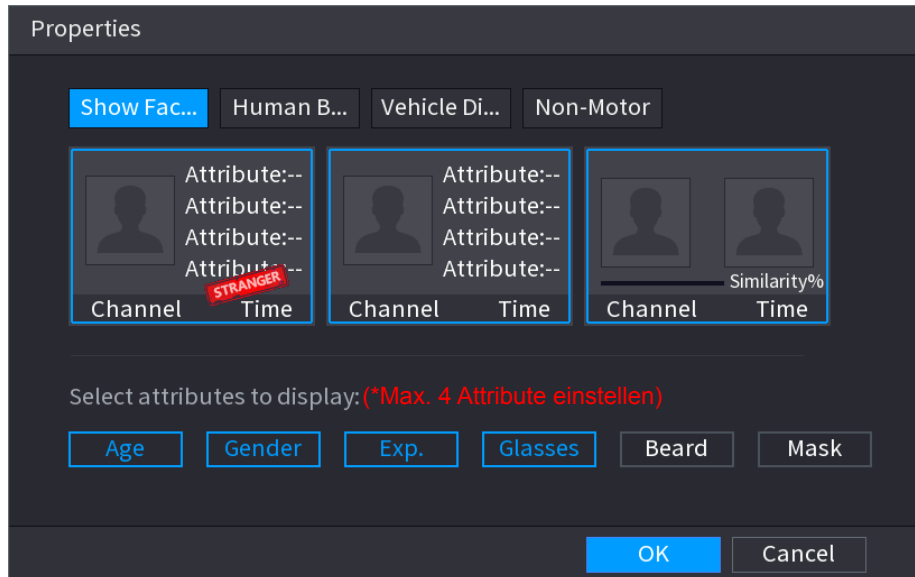 Properties
Show Fac... Human B... Vehicle Di... Non-Motor
Attribute:-- Attribute:--
Attribute:-- Attribute:--
Attribute:-- Attribute:--
Attribute:-- Attribute:--
STRANGER Similarity%
Channel Time Channel Time Channel Time
Select attributes to display:(*Max. 4 Attribute einstellen)
Age Gender Exp. Glasses Beard Mask
OK Cancel